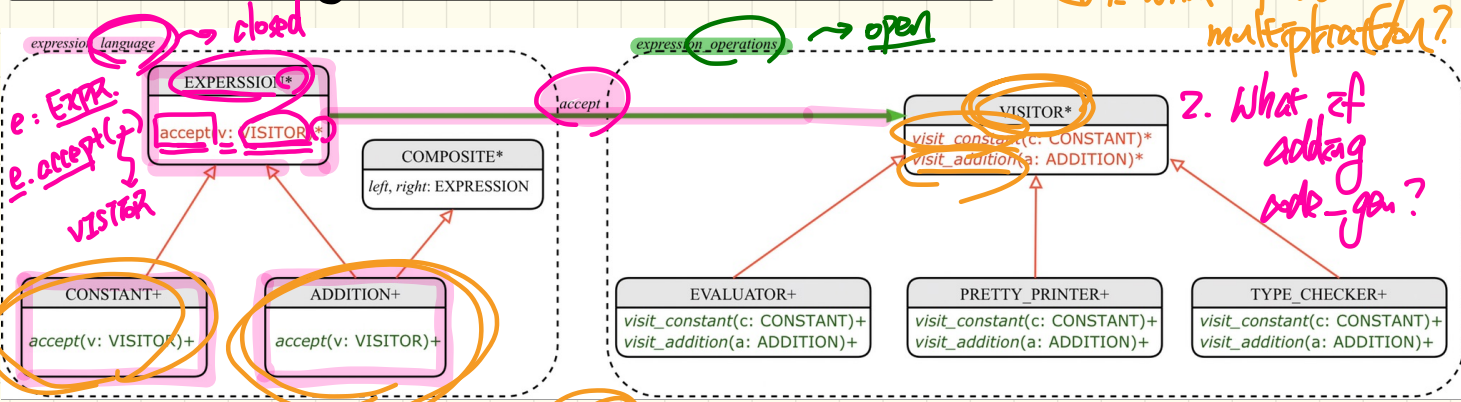 closed
expression_language
EXPERSSION*
accept(v: VISITOR)*
e: EXPR.
e.accept(_)
VISITOR
accept
COMPOSITE*
left, right: EXPRESSION
CONSTANT+
accept(v: VISITOR)+
ADDITION+
accept(v: VISITOR)+
expression_operations
open
multiplication?
VISITOR*
visit_constant(c: CONSTANT)*
visit_addition(a: ADDITION)*
2. What if
adding
code_gen?
EVALUATOR+
visit_constant(c: CONSTANT)+
visit_addition(a: ADDITION)+
PRETTY_PRINTER+
visit_constant(c: CONSTANT)+
visit_addition(a: ADDITION)+
TYPE_CHECKER+
visit_constant(c: CONSTANT)+
visit_addition(a: ADDITION)+